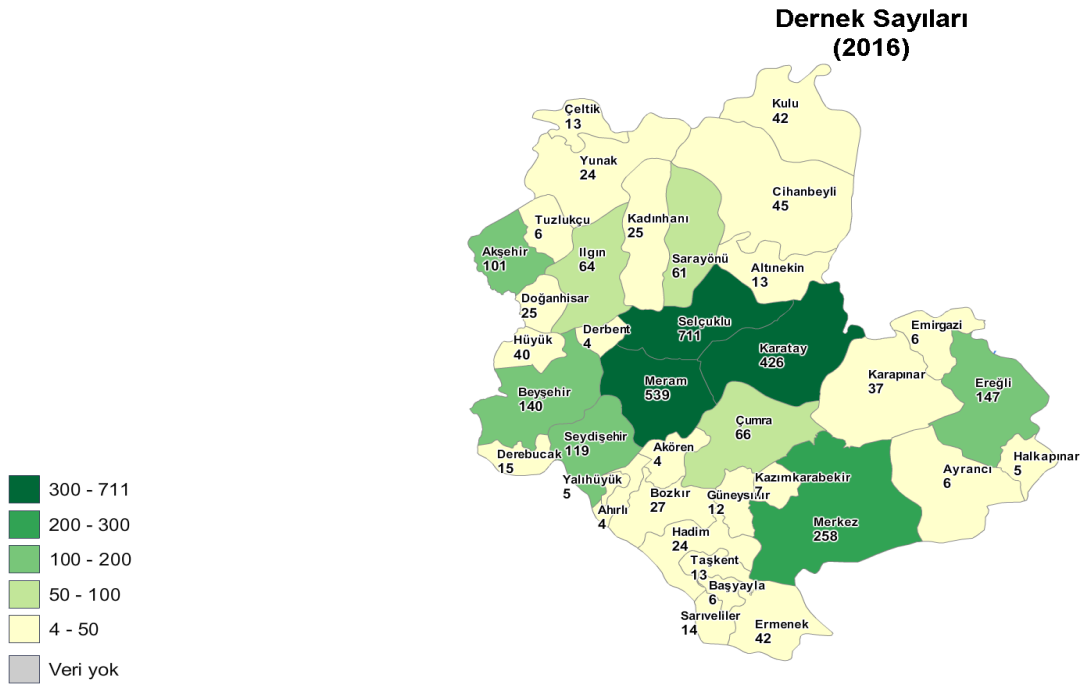 Dernek Sayıları
(2016)
Kulu
42
Çeltik
13
Yunak
24
Cihanbeyli
45
Tuzlukçu
6
Kadınhanı
25
Akşehir
101
Ilgın
64
Sarayönü
61
Altınekin
13
Doğanhisar
25
Derbent
4
Selçuklu
711
Emirgazi
6
Hüyük
40
Karatay
426
Karapınar
37
Meram
539
Ereğli
147
Beyşehir
140
Çumra
66
Seydişehir
119
Akören
4
Derebucak
15
Halkapınar
5
Ayrancı
6
Yalıhüyük
5
Bozkır
27
Güneysınır
12
Kazımkarabekir
7
Ahırlı
4
Merkez
258
Hadim
24
Taşkent
13
Başyayla
6
Sarıveliler
14
Ermenek
42
300 - 711
200 - 300
100 - 200
50 - 100
4 - 50
Veri yok